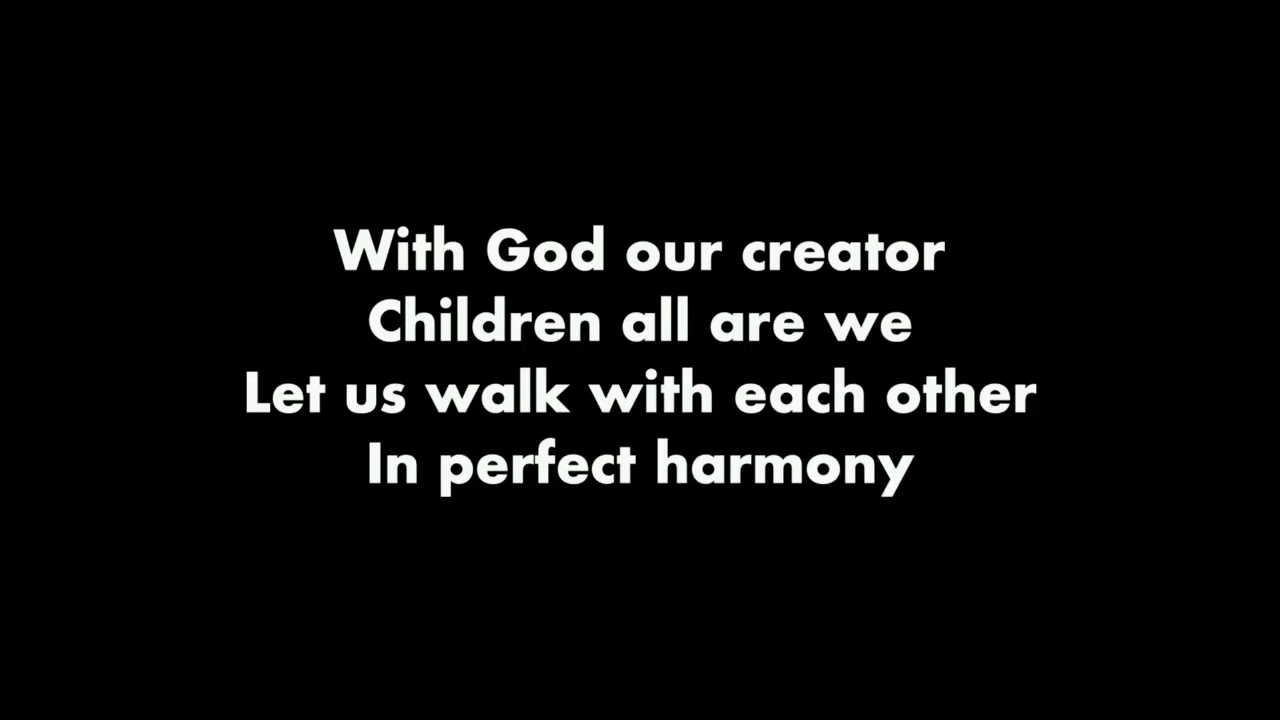 With God our creator
Children all are we
Let us walk with each other
In perfect harmony